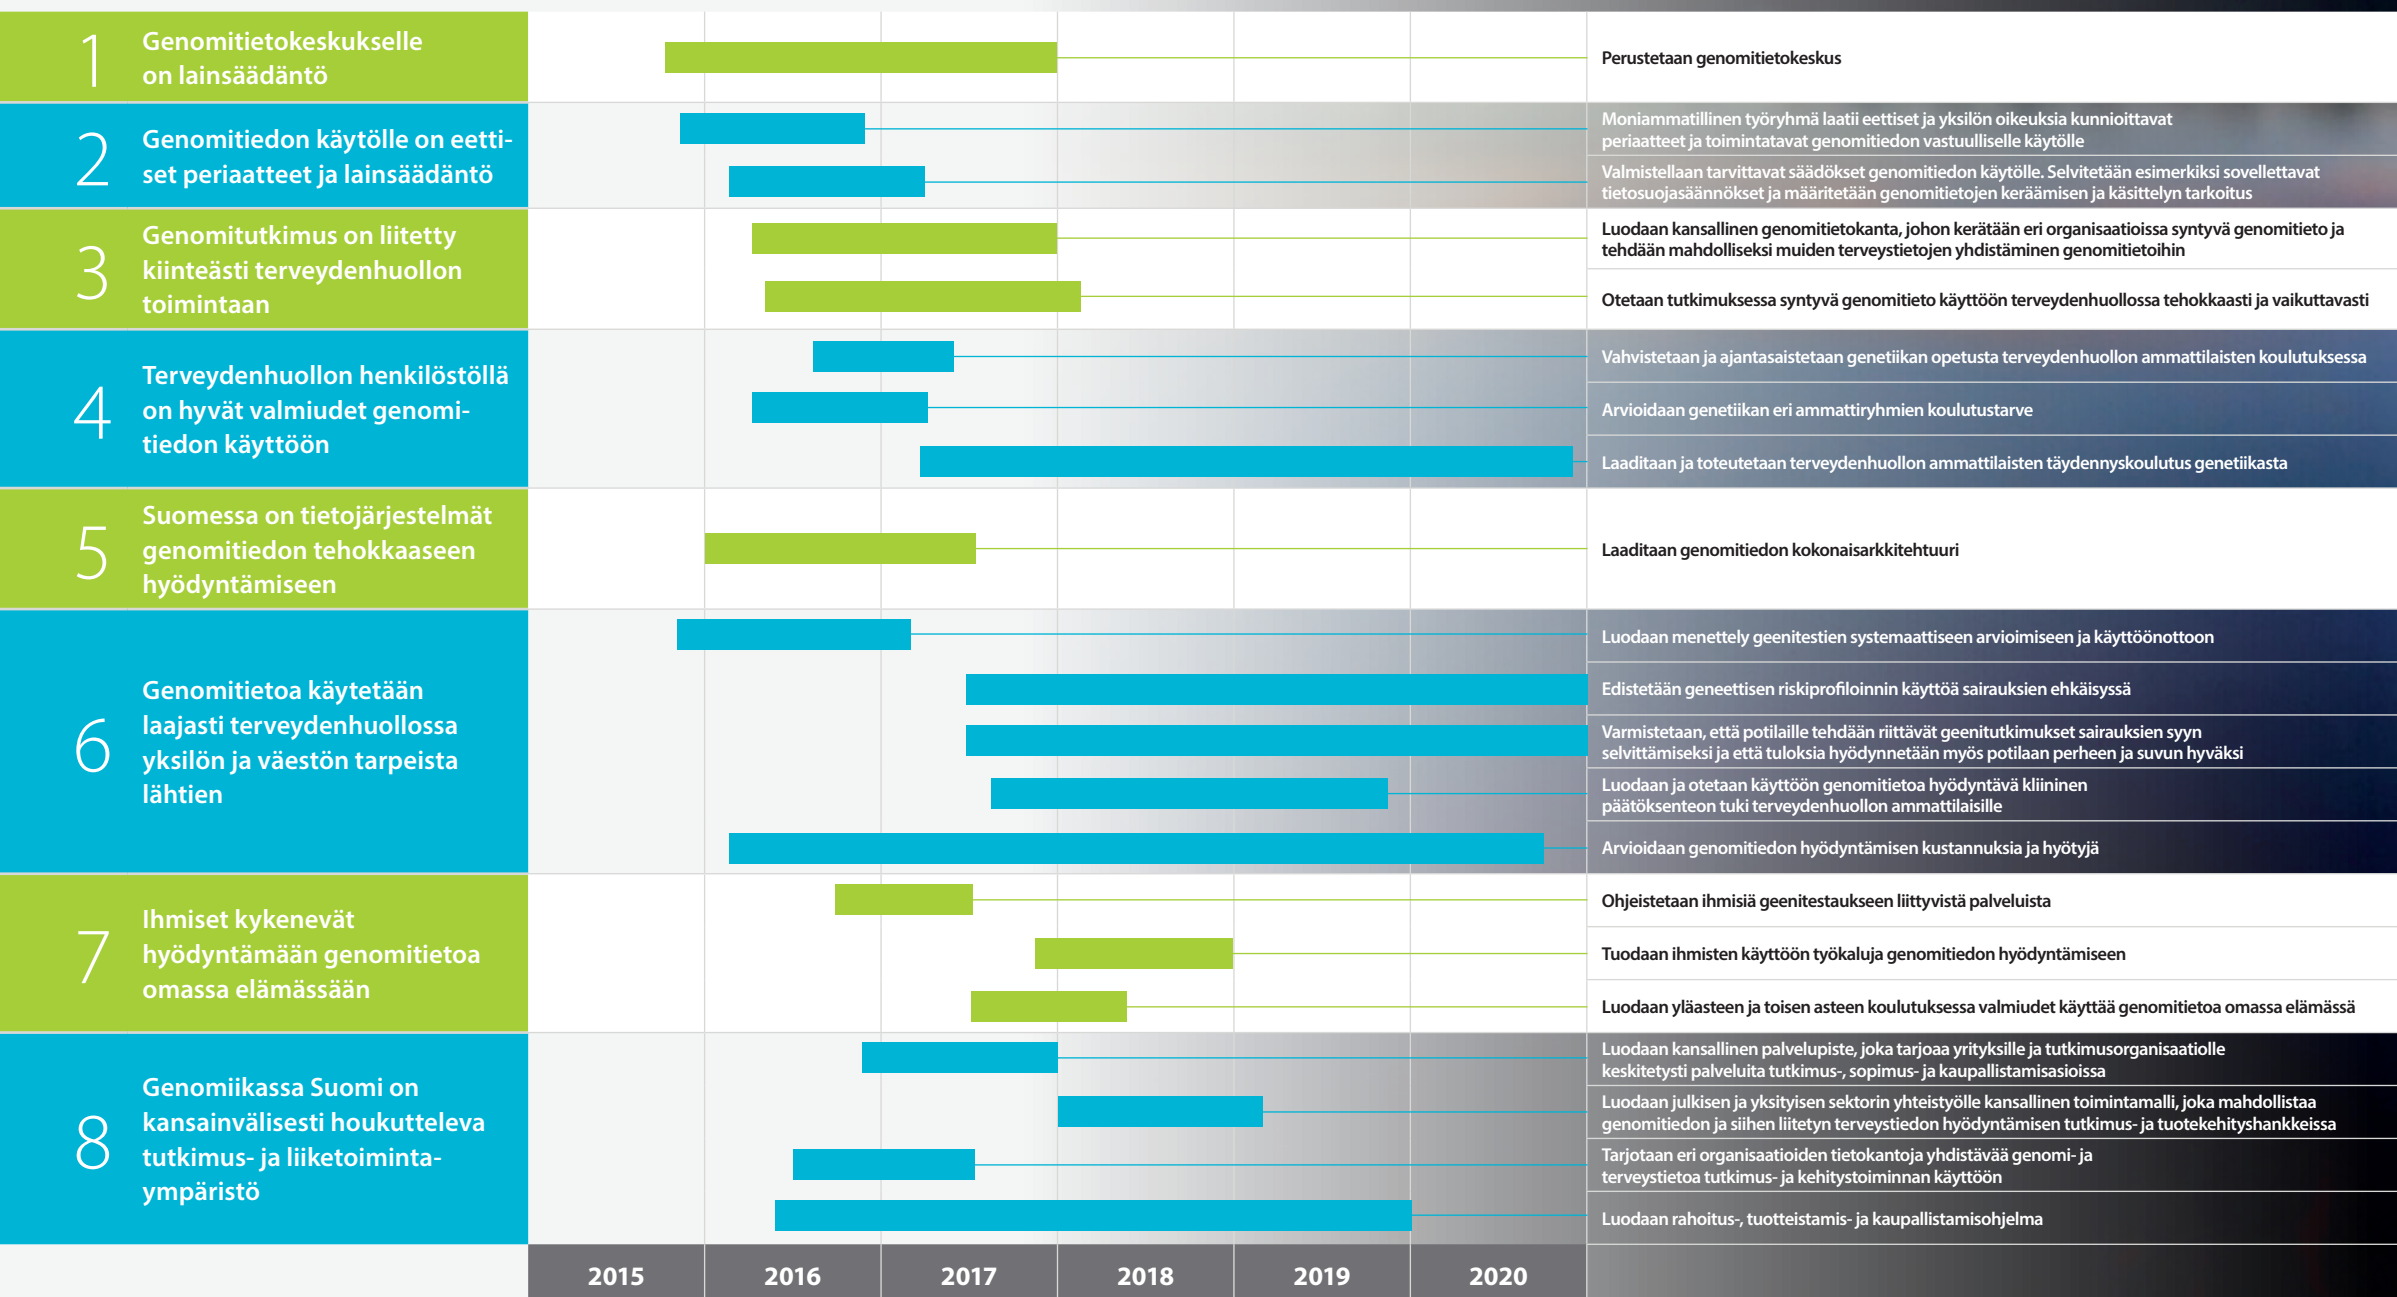 1
Genomitietokeskukselle
on lainsäädäntö
Perustetaan genomitietokeskus
2
Genomitiedon käytölle on eetti-
set periaatteet ja lainsäädäntö
Moniammatillinen työryhmä laatii eettiset ja yksilön oikeuksia kunnioittavat
periaatteet ja toimintatavat genomitiedon vastuulliselle käytölle
Valmistellaan tarvittavat säädökset genomitiedon käytölle. Selvitetään esimerkiksi sovellettavat
tietosuojasäännökset ja määritetään genomitietojen keräämisen ja käsittelyn tarkoitus
3
Genomitutkimus on liitetty
kiinteästi terveydenhuollon
toimintaan
Luodaan kansallinen genomitietokanta, johon kerätään eri organisaatioissa syntyvä genomitieto ja
tehdään mahdolliseksi muiden terveystietojen yhdistäminen genomitietoihin
Otetaan tutkimuksessa syntyvä genomitieto käyttöön terveydenhuollossa tehokkaasti ja vaikuttavasti
4
Terveydenhuollon henkilöstöllä
on hyvät valmiudet genomi-
tiedon käyttöön
Vahvistetaan ja ajantasaistetaan genetiikan opetusta terveydenhuollon ammattilaisten koulutuksessa
Arvioidaan genetiikan eri ammattiryhmien koulutustarve
Laaditaan ja toteutetaan terveydenhuollon ammattilaisten täydennyskoulutus genetiikasta
5
Suomessa on tietojärjestelmät
genomitiedon tehokkaaseen
hyödyntämiseen
Laaditaan genomitiedon kokonaisarkkitehtuuri
6
Genomitietoa käytetään
laajasti terveydenhuollossa
yksilön ja väestön tarpeista
lähtien
Luodaan menettely geenitestien systemaattiseen arvioimiseen ja käyttöönottoon
Edistetään geneettisen riskiprofiloinnin käyttöä sairauksien ehkäisyssä
Varmistetaan, että potilaille tehdään riittävät geenitutkimukset sairauksien syyn
selvittämiseksi ja että tuloksia hyödynnetään myös potilaan perheen ja suvun hyväksi
Luodaan ja otetaan käyttöön genomitietoa hyödyntävä kliininen
päätöksenteon tuki terveydenhuollon ammattilaisille
Arvioidaan genomitiedon hyödyntämisen kustannuksia ja hyötyjä
7
Ihmiset kykenevät
hyödyntämään genomitietoa
omassa elämässään
Ohjeistetaan ihmisiä geenitestaukseen liittyvistä palveluista
Tuodaan ihmisten käyttöön työkaluja genomitiedon hyödyntämiseen
Luodaan yläasteen ja toisen asteen koulutuksessa valmiudet käyttää genomitietoa omassa elämässä
8
Genomiikassa Suomi on
kansainvälisesti houkutteleva
tutkimus- ja liiketoiminta-
ympäristö
Luodaan kansallinen palvelupiste, joka tarjoaa yrityksille ja tutkimusorganisaatiolle
keskitetysti palveluita tutkimus-, sopimus- ja kaupallistamisasioissa
Luodaan julkisen ja yksityisen sektorin yhteistyölle kansallinen toimintamalli, joka mahdollistaa
genomitiedon ja siihen liitetyn terveystiedon hyödyntämisen tutkimus- ja tuotekehityshankkeissa
Tarjotaan eri organisaatioiden tietokantoja yhdistävää genomi- ja
terveystietoa tutkimus- ja kehitystoiminnan käyttöön
Luodaan rahoitus-, tuotteistamis- ja kaupallistamisohjelma
2015 2016 2017 2018 2019 2020